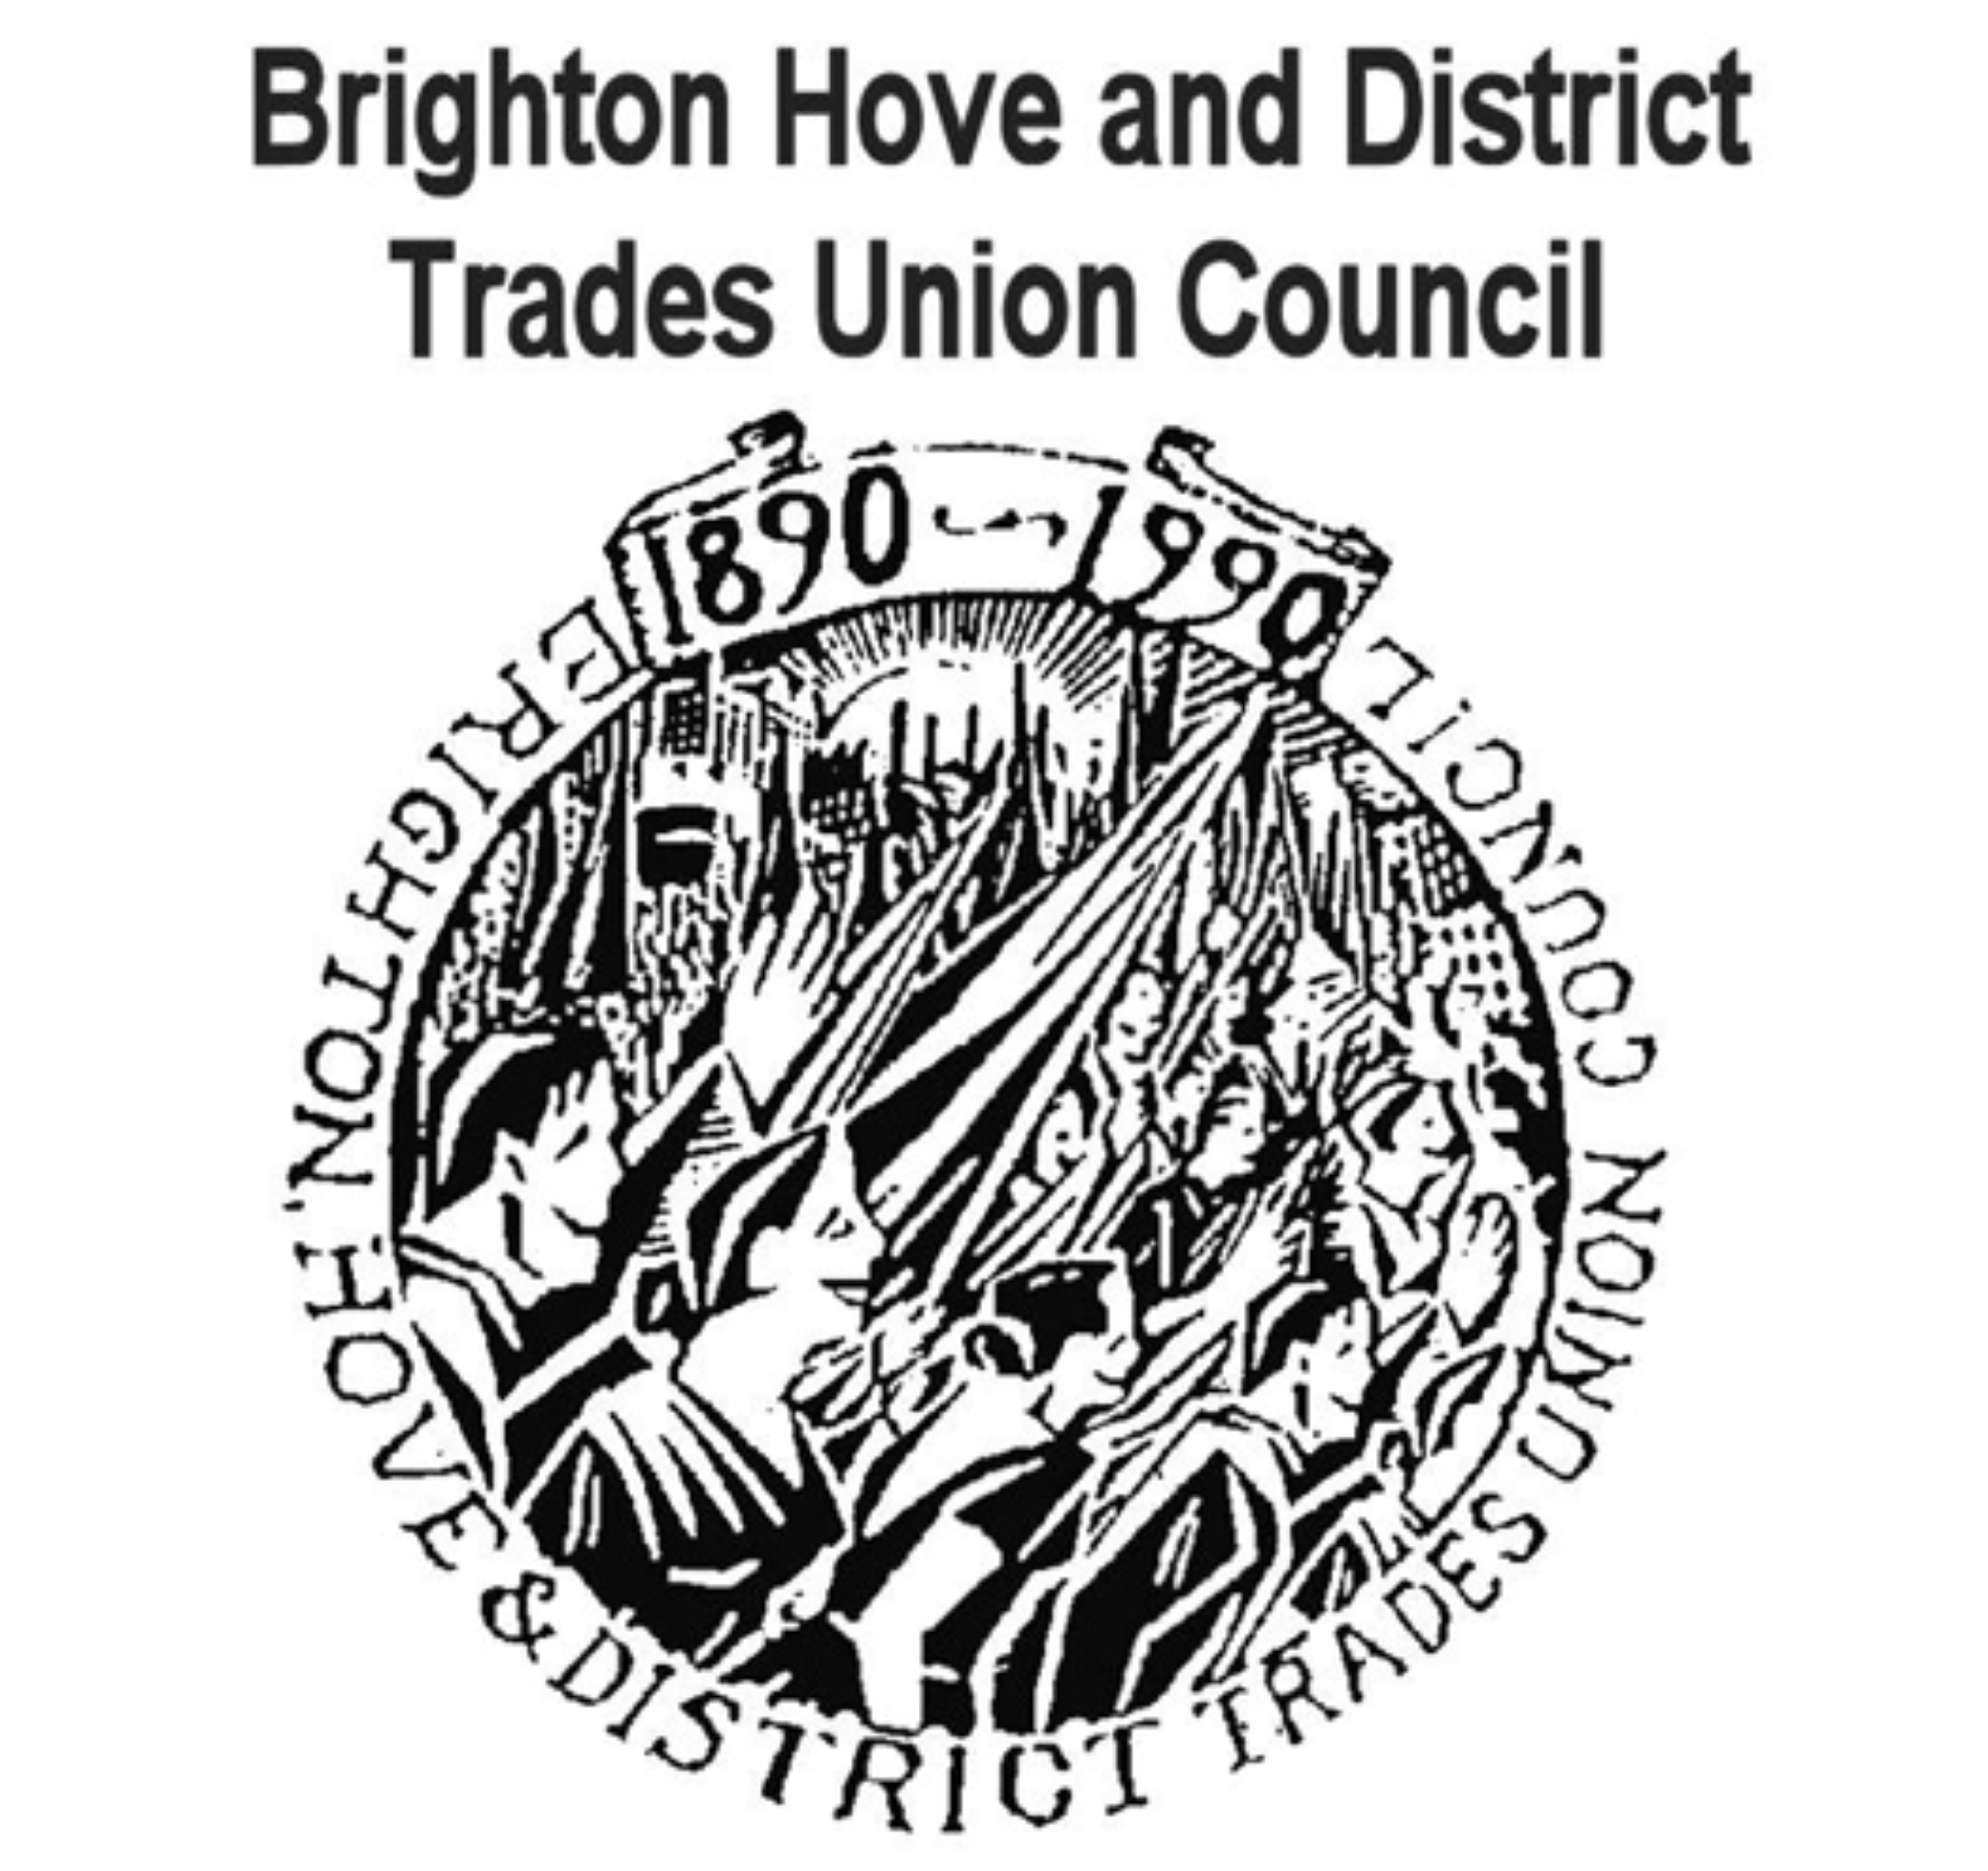 Brighton Hove and District
Trades Union Council
1890 - 1990
BRIGHTON, HOVE & DISTRICT TRADES UNION COUNCIL